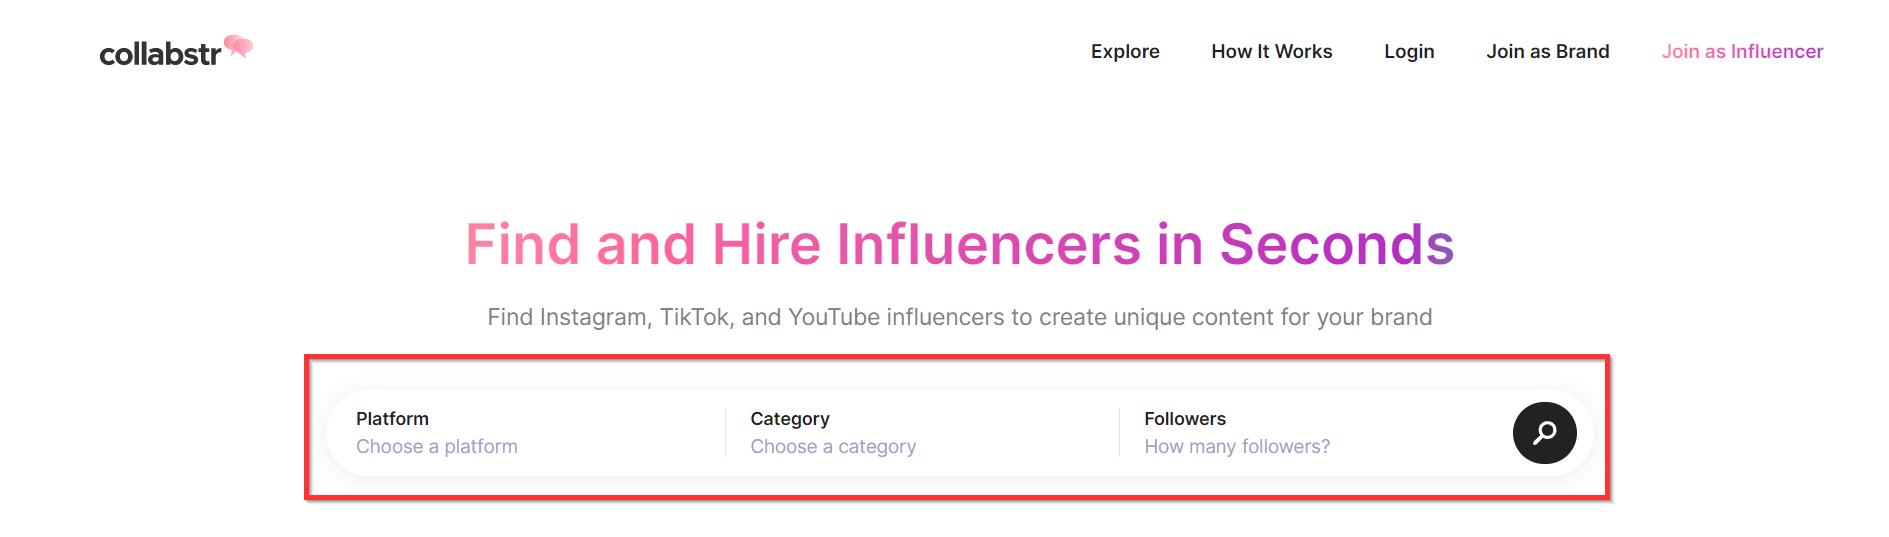 collabstr
Explore How It Works Login Join as Brand Join as Influencer
Find and Hire Influencers in Seconds
Find Instagram, TikTok, and YouTube influencers to create unique content for your brand
Platform Category Followers
Choose a platform Choose a category How many followers?